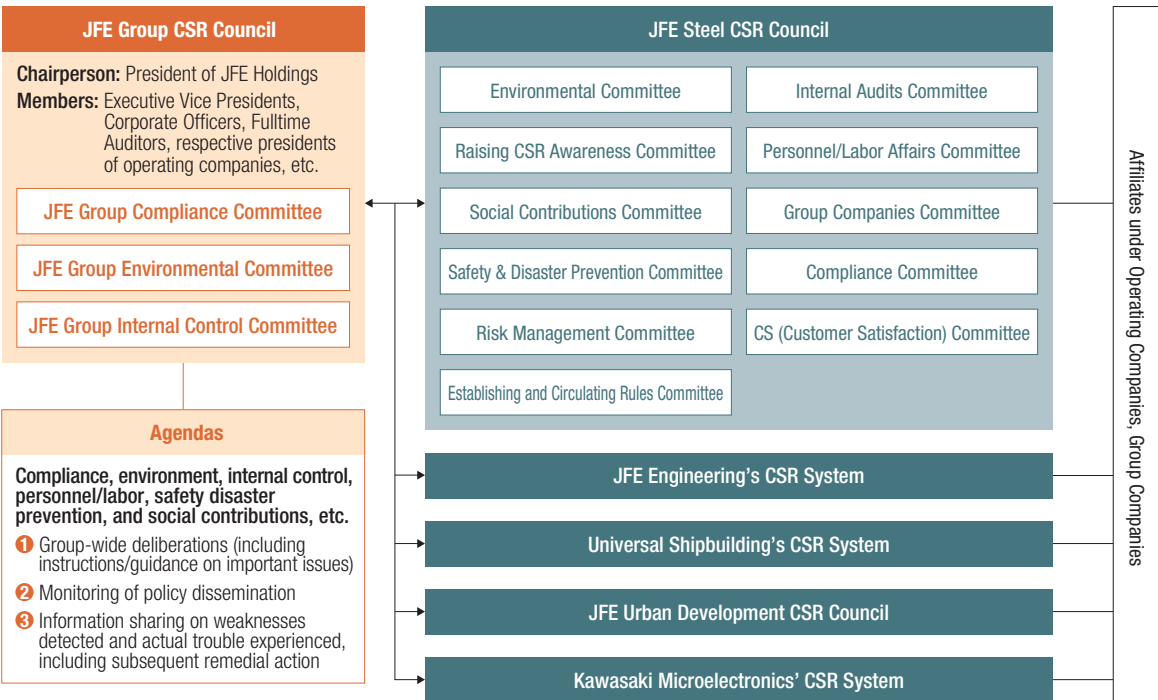 JFE Group CSR Council
Chairperson: President of JFE Holdings
Members: Executive Vice Presidents,
Corporate Officers, Fulltime
Auditors, respective presidents
of operating companies, etc.
JFE Group Compliance Committee
JFE Group Environmental Committee
JFE Group Internal Control Committee
Agendas
Compliance, environment, internal control,
personnel/labor, safety disaster
prevention, and social contributions, etc.
1 Group-wide deliberations (including
instructions/guidance on important issues)
2 Monitoring of policy dissemination
3 Information sharing on weaknesses
detected and actual trouble experienced,
including subsequent remedial action
JFE Steel CSR Council
Environmental Committee
Internal Audits Committee
Raising CSR Awareness Committee
Personnel/Labor Affairs Committee
Social Contributions Committee
Group Companies Committee
Safety & Disaster Prevention Committee
Compliance Committee
Risk Management Committee
CS (Customer Satisfaction) Committee
Establishing and Circulating Rules Committee
JFE Engineering's CSR System
Universal Shipbuilding's CSR System
JFE Urban Development CSR Council
Kawasaki Microelectronics' CSR System
Affiliates under Operating Companies, Group Companies